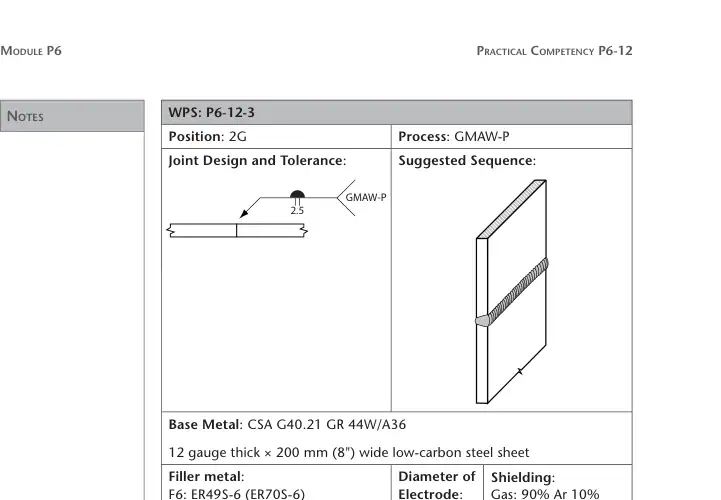 MODULE P6
PRACTICAL COMPETENCY P6-12
NOTES
WPS: P6-12-3
Position: 2G
Process: GMAW-P
Joint Design and Tolerance:
Suggested Sequence:
GMAW-P
2.5
Base Metal: CSA G40.21 GR 44W/A36
12 gauge thick × 200 mm (8") wide low-carbon steel sheet
Filler metal:
F6: ER49S-6 (ER70S-6)
Diameter of
Electrode:
Shielding:
Gas: 90% Ar 10%